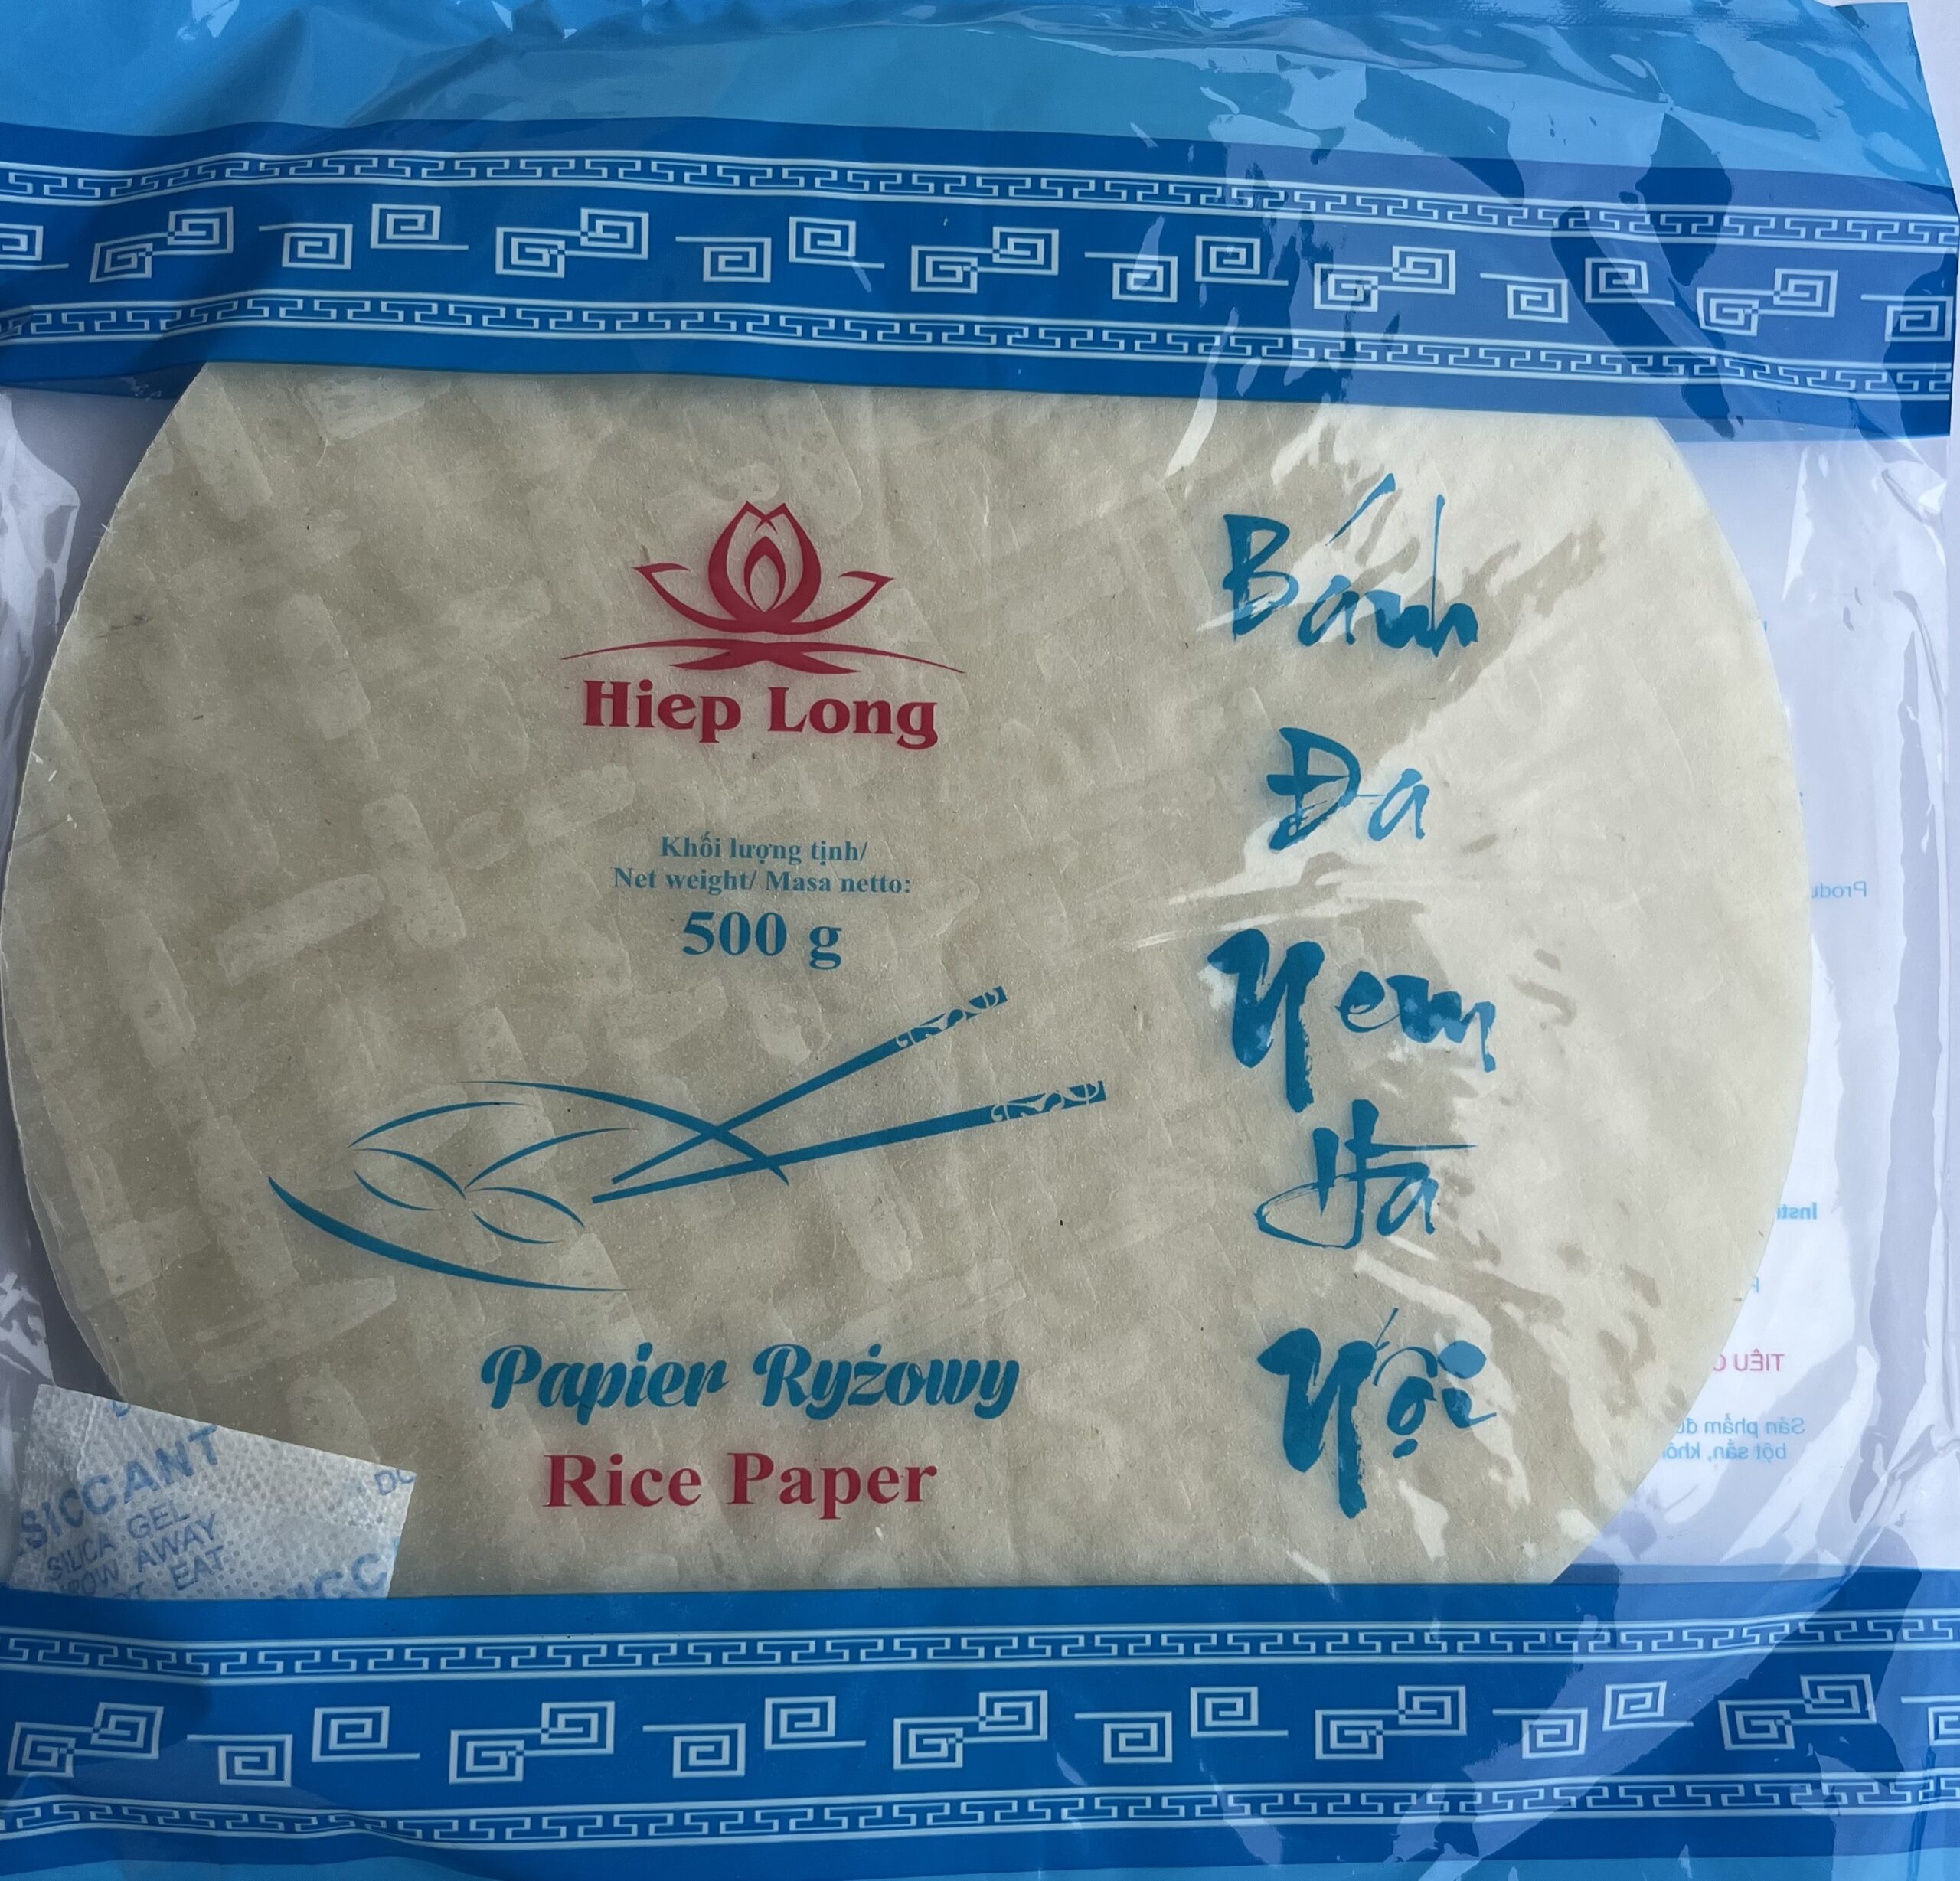 Hiep Long
Khối lượng tịnh/
Net weight/ Masa netto:
500 g
Papier Ryżowy
Rice Paper
Bánh
Đa
Nem
Hà
Nội
SICCANT
SILICA GEL
AWAY
EAT
TIÊU
Sản phẩm
bột sắn,